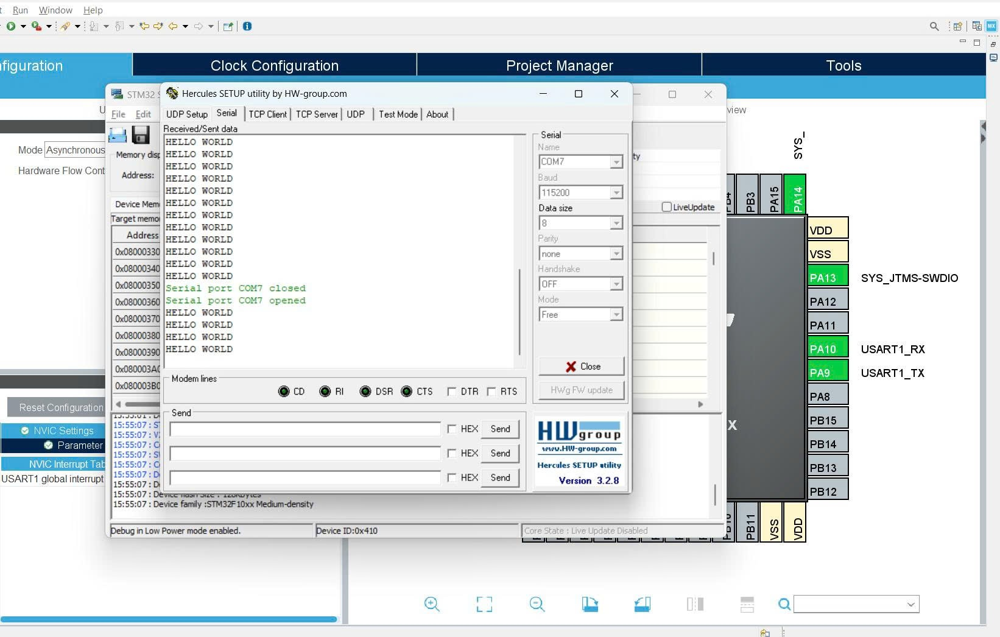 Run Window Help
MX
figuration Clock Configuration Project Manager Tools
STM32 S
Hercules SETUP utility by HW-group.com
view
File Edit
UDP Setup Serial TCP Client TCP Server UDP Test Mode About
Received/Sent data
HELLO WORLD
HELLO WORLD
HELLO WORLD
HELLO WORLD
HELLO WORLD
HELLO WORLD
HELLO WORLD
HELLO WORLD
HELLO WORLD
HELLO WORLD
HELLO WORLD
HELLO WORLD
Serial port COM7 closed
Serial port COM7 opened
HELLO WORLD
HELLO WORLD
HELLO WORLD
HELLO WORLD
Serial
Name
COM7
Baud
115200
Data size
8
Parity
none
Handshake
OFF
Mode
Free
Close
HWg FW update
Modem lines
CD RI DSR CTS DTR RTS
Send
HEX Send
HEX Send
HEX Send
HW group
www.HW-group.com
Hercules SETUP utility
Version 3.2.8
Mode Asynchronous
Hardware Flow Cont
Memory disp
Address:
Device Mem
Target memo
Address
0x08000330
0x08000340
0x08000350
0x08000360
0x08000370
0x08000380
0x08000390
0x080003A0
0x080003B0
ty
LiveUpdate
15:55:07 : ST
15:55:07 : V
15:55:07 : C
15:55:07 : SW
15:55:07 : C
15:55:07 : D
15:55:07 : D
15:55:07 : Device flash Size : 128Kbytes
15:55:07 : Device family :STM32F10xx Medium-density
Debug in Low Power mode enabled. Device ID:0x410 Core State : Live Update Disabled
Reset Configuration
NVIC Settings
Parameter
NVIC Interrupt Tab
USART1 global interrupt
SYS_
PB4
PB3
PA15
PA14
VDD
VSS
PA13 SYS_JTMS-SWDIO
PA12
PA11
PA10 USART1_RX
PA9 USART1_TX
PA8
PB15
PB14
PB13
PB12
X
PB10
PB11
VSS
VDD